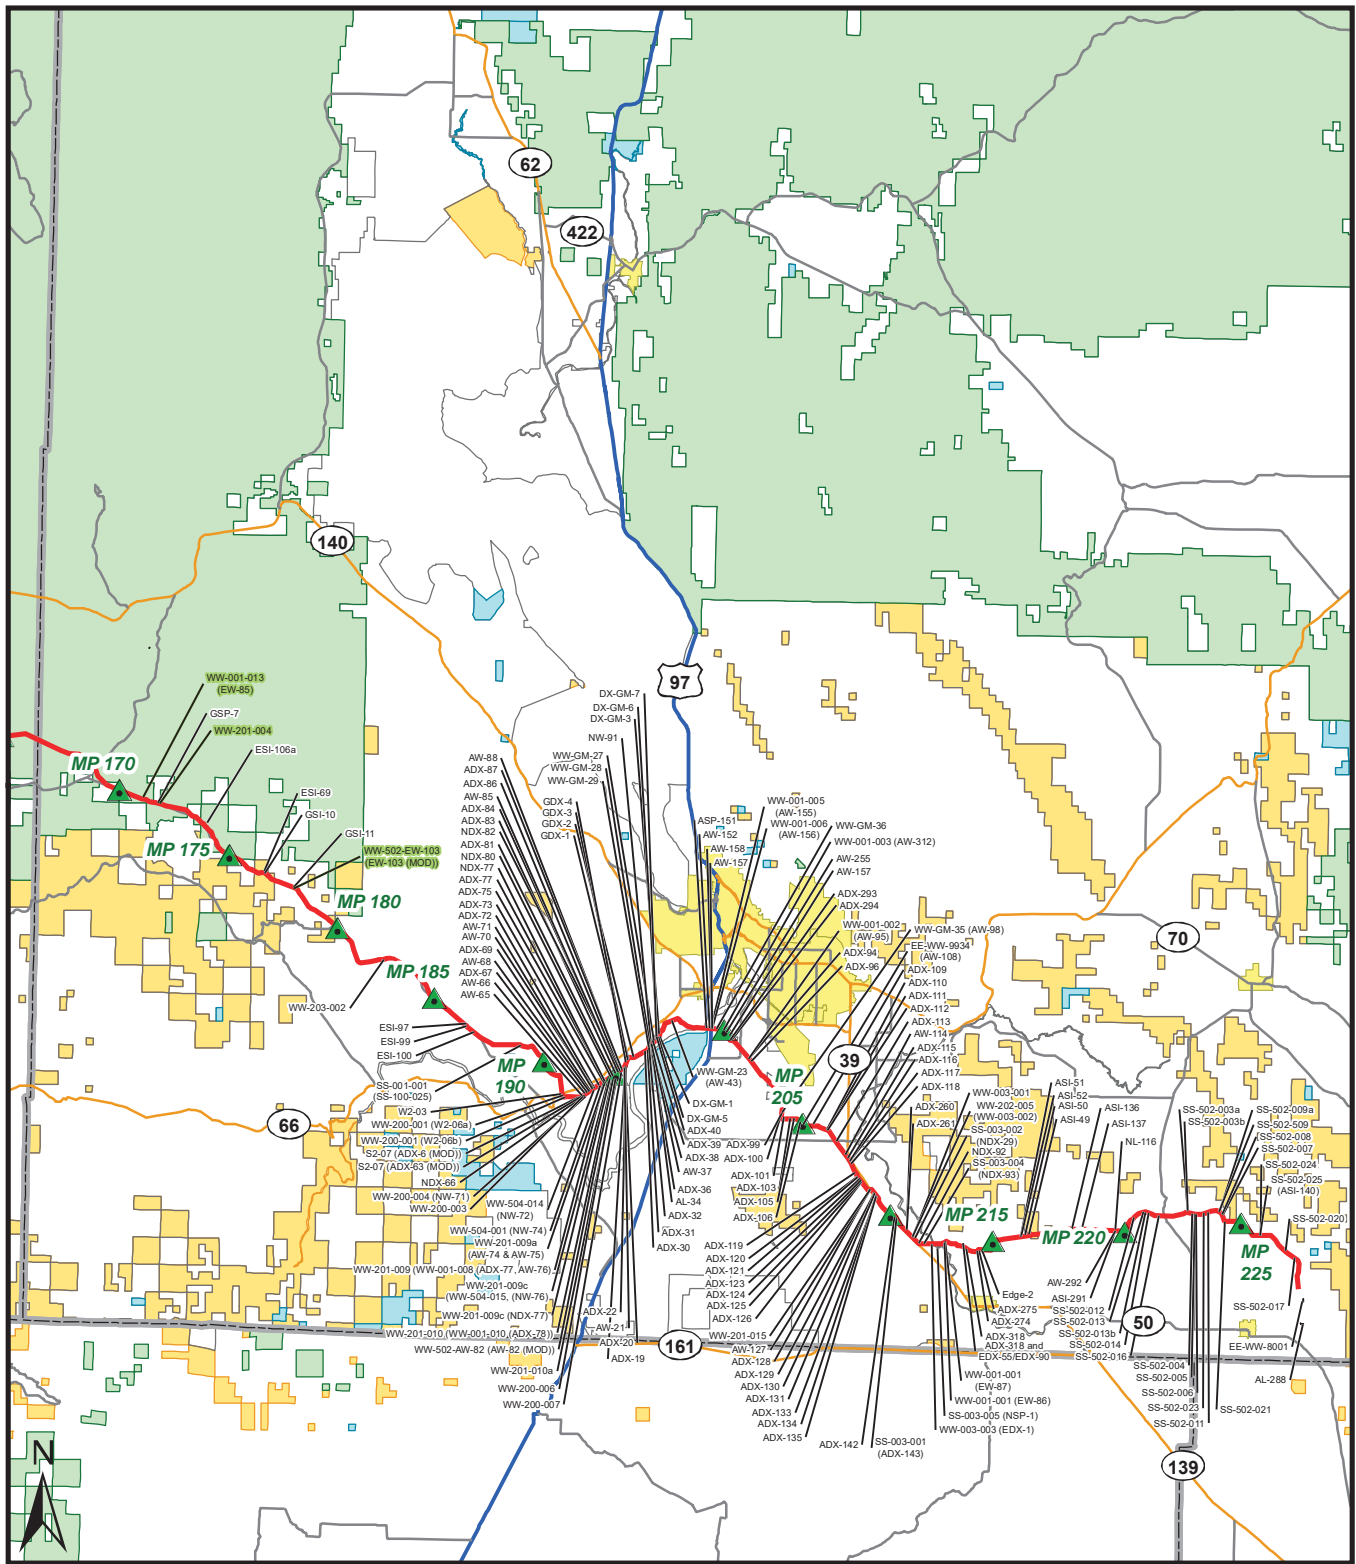 62
422
140
97
WW-001-013
(EW-85)
GSP-7
WW-201-004
ESI-106a
MP 170
ESI-69
GSI-10
GSI-11
MP 175
WW-502-EW-103
(EW-103 (MOD))
MP 180
MP 185
WW-203-002
ESI-97
ESI-99
ESI-100
MP
190
DX-GM-7
DX-GM-6
DX-GM-3
NW-91
WW-GM-27
WW-GM-28
WW-GM-29
GDX-4
GDX-3
GDX-2
GDX-1
AW-88
ADX-87
ADX-86
AW-85
ADX-84
ADX-83
NDX-82
ADX-81
NDX-80
NDX-77
ADX-77
ADX-75
ADX-73
ADX-72
AW-71
AW-70
ADX-69
AW-68
ADX-67
AW-66
AW-65
ASP-151
AW-152
AW-158
AW-157
WW-001-005
(AW-155)
WW-001-006
(AW-156)
WW-GM-36
WW-001-003 (AW-312)
AW-255
AW-157
ADX-293
ADX-294
WW-001-002
(AW-95)
ADX-94
ADX-96
WW-GM-35 (AW-98)
EE-WW-9934
(AW-108)
ADX-109
ADX-110
ADX-111
ADX-112
ADX-113
AW-114
ADX-115
ADX-116
ADX-117
ADX-118
70
39
66
SS-001-001
(SS-100-025)
W2-03
WW-200-001 (W2-06a)
WW-200-001 (W2-06b)
S2-07 (ADX-6 (MOD))
S2-07 (ADX-63 (MOD))
NDX-66
WW-200-004 (NW-71)
WW-200-003
WW-504-014
(NW-72)
WW-504-001 (NW-74)
WW-201-009a
(AW-74 & AW-75)
WW-201-009 (WW-001-008 (ADX-77, AW-76)
WW-201-009c
(WW-504-015, (NW-76)
WW-201-009c (NDX-77)
WW-201-010 (WW-001-010 (ADX-78))
WW-502-AW-82 (AW-82 (MOD))
WW-201-010a
WW-200-006
WW-200-007
ADX-22
AW-21
ADX-20
ADX-19
WW-GM-23
(AW-43)
DX-GM-1
DX-GM-5
ADX-40
ADX-39
ADX-38
AW-37
ADX-36
AL-34
ADX-32
ADX-31
ADX-30
MP
205
ADX-99
ADX-100
ADX-101
ADX-103
ADX-105
ADX-106
ADX-119
ADX-120
ADX-121
ADX-123
ADX-124
ADX-125
ADX-126
WW-201-015
AW-127
ADX-128
ADX-129
ADX-130
ADX-131
ADX-133
ADX-134
ADX-135
ADX-142
SS-003-001
(ADX-143)
161
ADX-260
ADX-261
WW-003-001
WW-202-005
(WW-003-002)
SS-003-002
(NDX-29)
NDX-92
SS-003-004
(NDX-93)
MP 215
ASI-51
ASI-52
ASI-50
ASI-49
ASI-136
ASI-137
NL-116
MP 220
SS-502-003a
SS-502-003b
SS-502-009a
SS-502-509
SS-502-008
SS-502-007
SS-502-024
SS-502-025
(ASI-140)
SS-502-020
MP
225
Edge-2
ADX-275
ADX-274
ADX-318
ADX-318 and
EDX-55/EDX-90
WW-001-001
(EW-87)
WW-001-001 (EW-86)
SS-003-005 (NSP-1)
WW-003-003 (EDX-1)
AW-292
ASI-291
SS-502-012
SS-502-013
SS-502-013b
SS-502-014
SS-502-016
50
SS-502-004
SS-502-005
SS-502-006
SS-502-023
SS-502-011
SS-502-021
SS-502-017
EE-WW-8001
AL-288
139
N